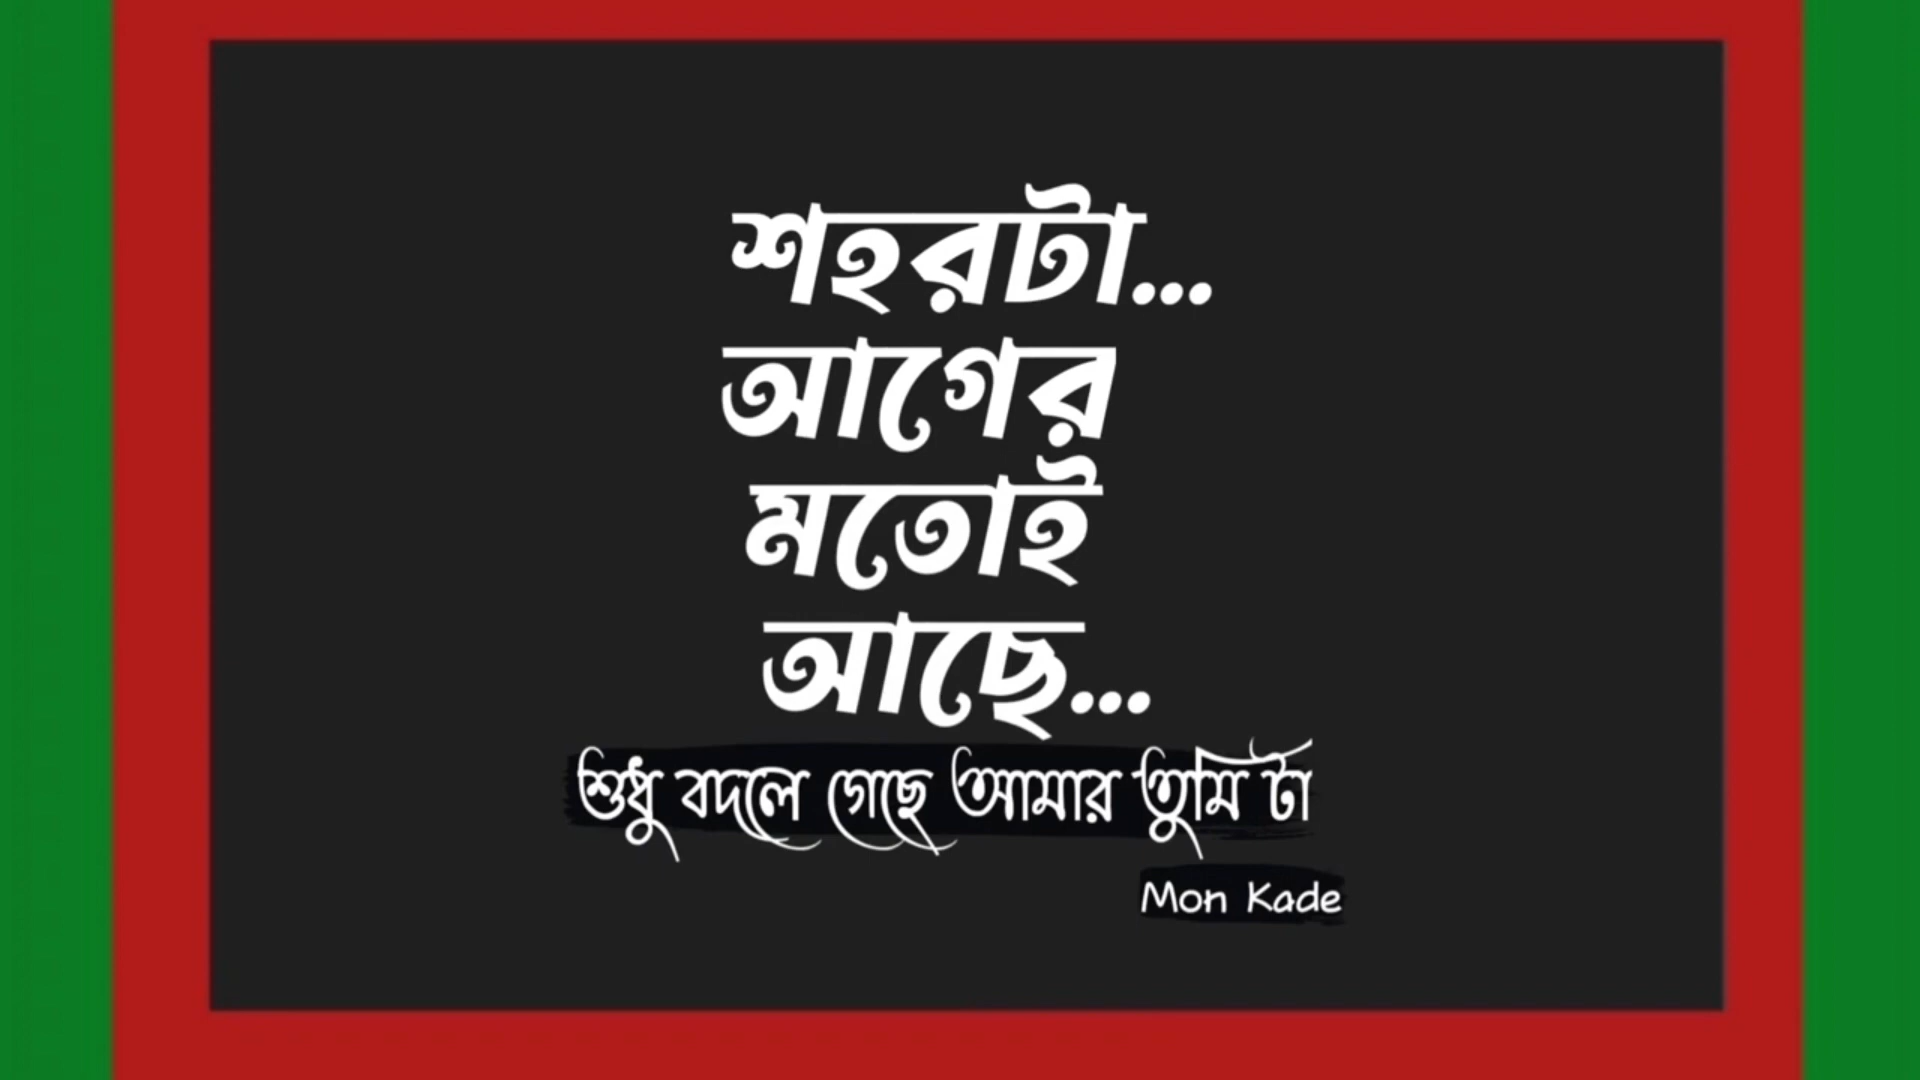 শহরটা...
আগের
মতোই
আছে...
শুধু বদলে গেছে আমার তুমি টা
Mon Kade